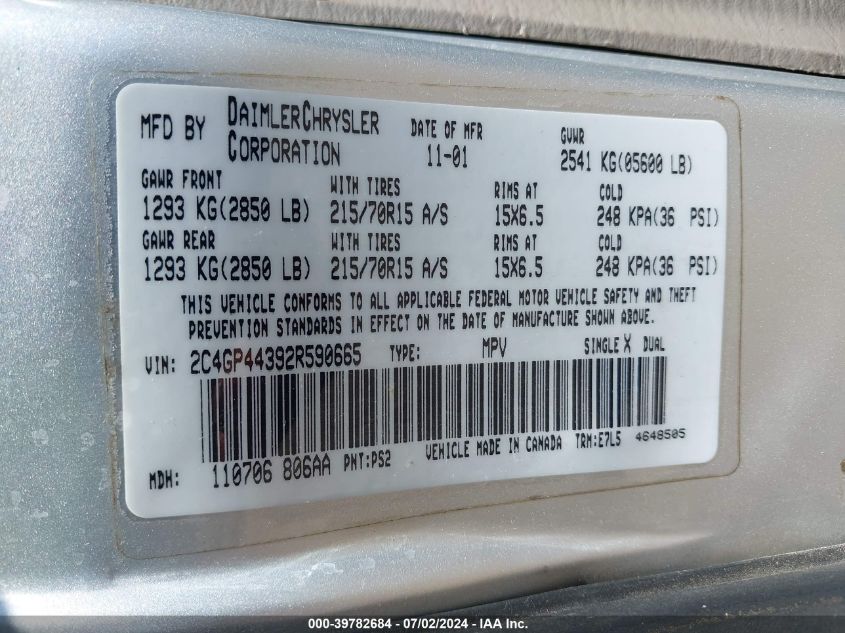 MFD BY DAIMLERCHRYSLER CORPORATION DATE OF MFR 11-01 GVWR 2541 KG(05600 LB)
GAWR FRONT WITH TIRES RIMS AT COLD
1293 KG(2850 LB) 215/70R15 A/S 15X6.5 248 KPA(36 PSI)
GAWR REAR WITH TIRES RIMS AT COLD
1293 KG(2850 LB) 215/70R15 A/S 15X6.5 248 KPA(36 PSI)
THIS VEHICLE CONFORMS TO ALL APPLICABLE FEDERAL MOTOR VEHICLE SAFETY AND THEFT
PREVENTION STANDARDS IN EFFECT ON THE DATE OF MANUFACTURE SHOWN ABOVE.
VIN: 2C4GP44392R590665 TYPE: MPV SINGLE X DUAL
MDH: 110706 806AA PNT:PS2 VEHICLE MADE IN CANADA TRM:E7L5 4648505
000-39782684 - 07/02/2024 - IAAI.com